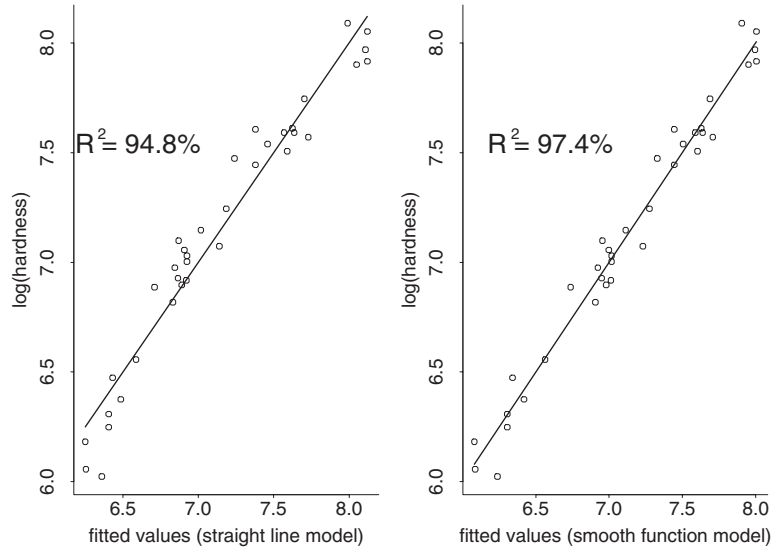 8.0
7.5
7.0
6.5
6.0
log(hardness)
R² = 94.8%
6.5 7.0 7.5 8.0
fitted values (straight line model)
8.0
7.5
7.0
6.5
6.0
log(hardness)
R² = 97.4%
6.5 7.0 7.5 8.0
fitted values (smooth function model)